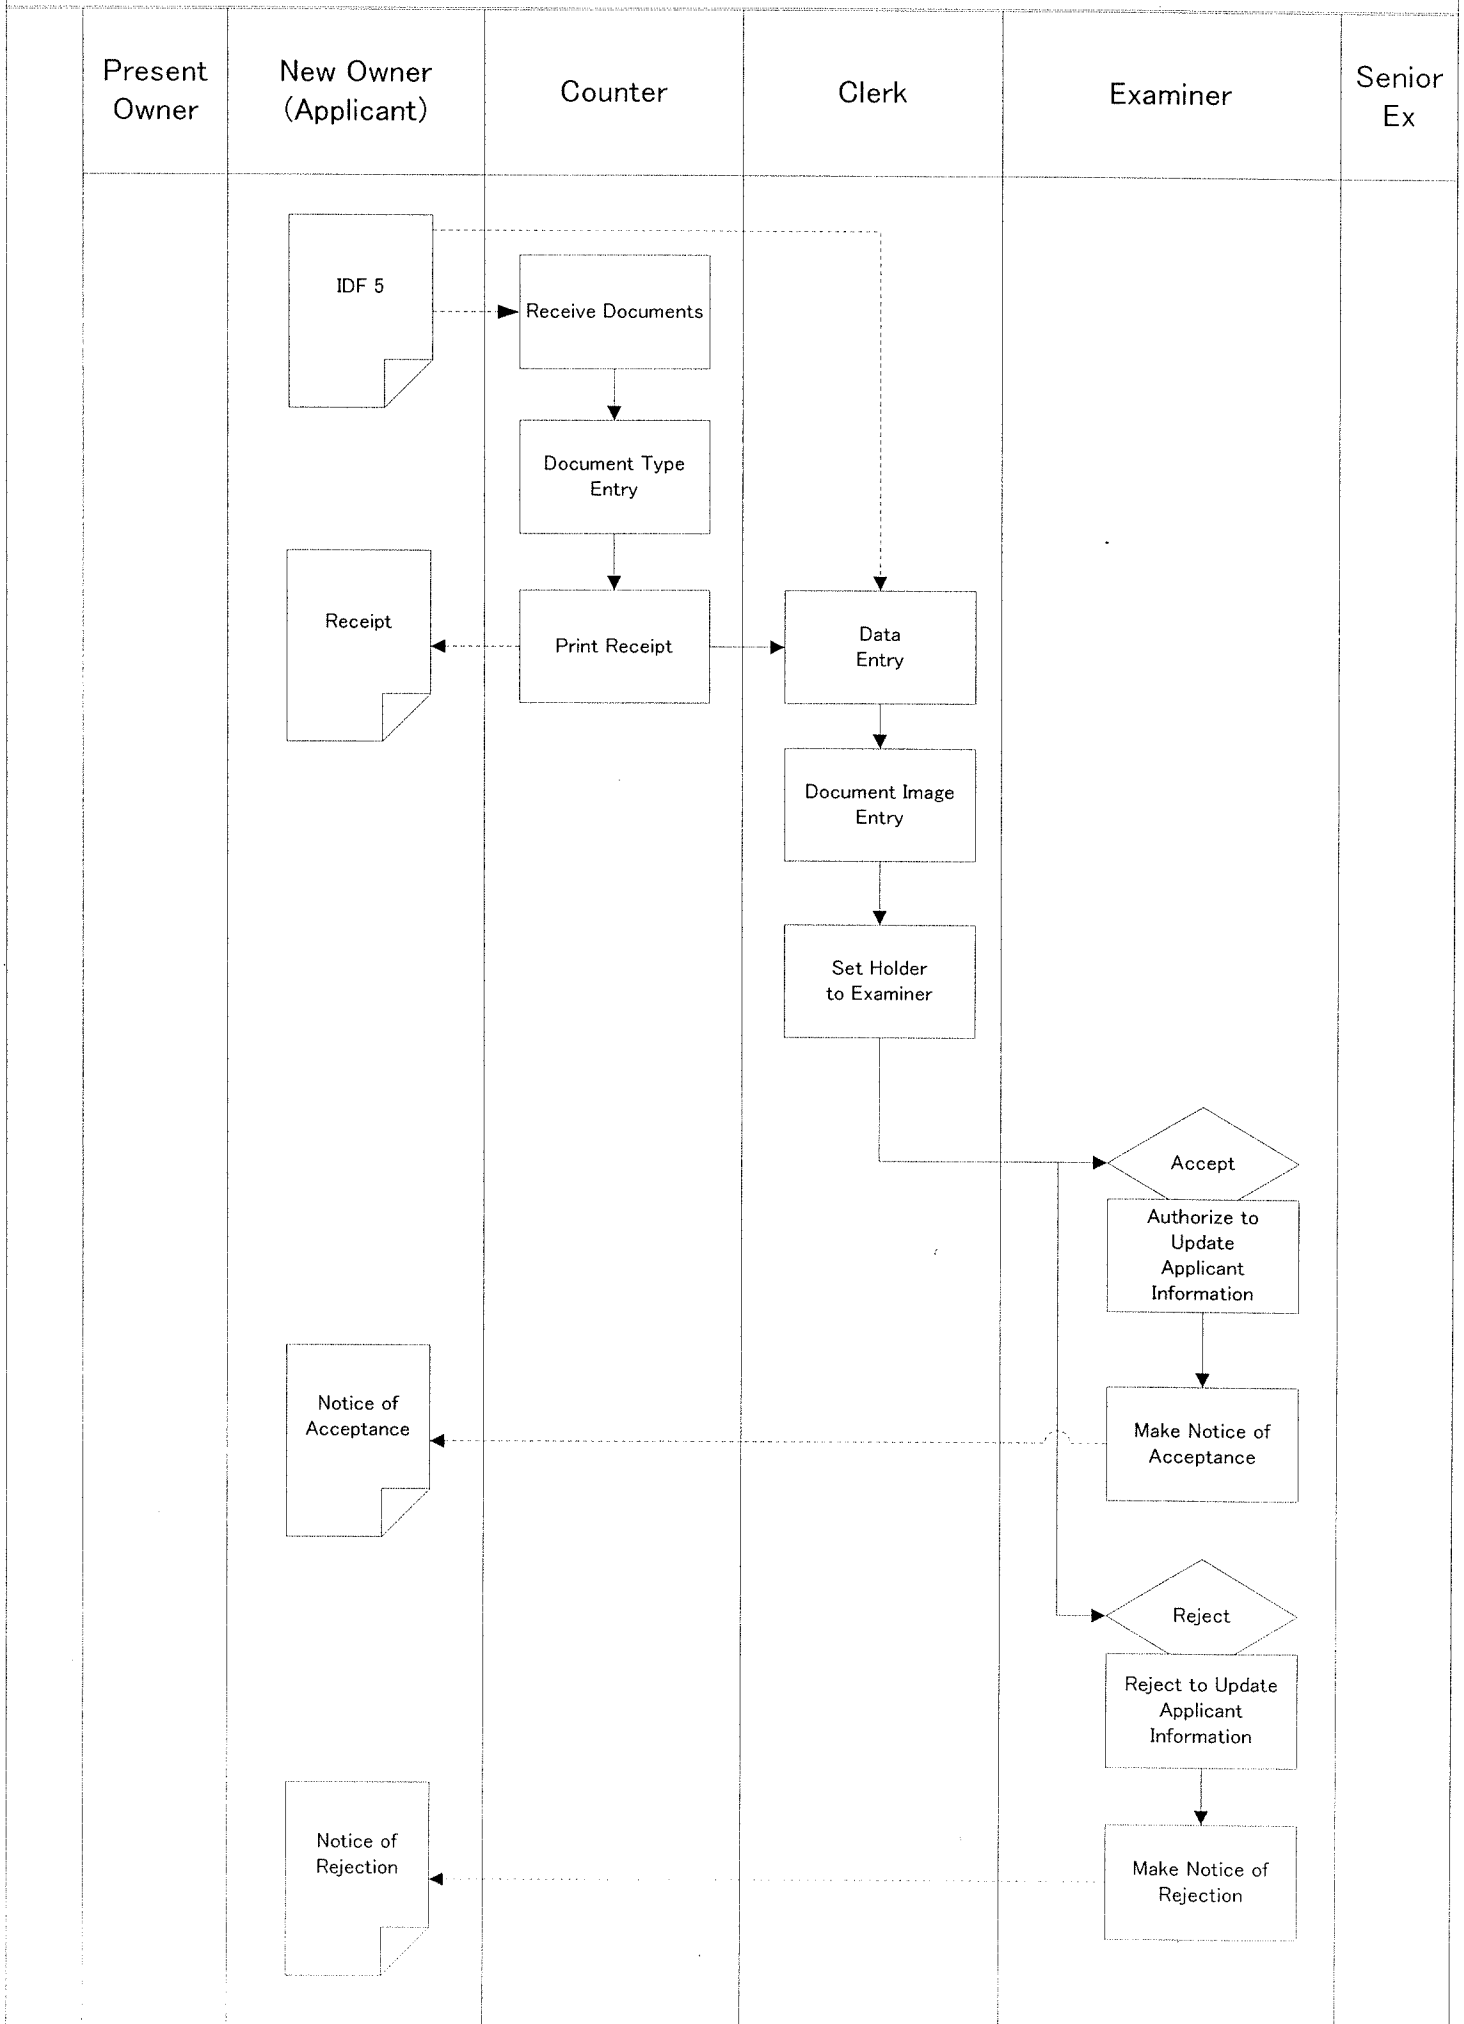 Present
Owner
New Owner
(Applicant)
Counter
Clerk
Examiner
Senior
Ex
IDF 5
Receive Documents
Document Type
Entry
Receipt
Print Receipt
Data
Entry
Document Image
Entry
Set Holder
to Examiner
Accept
Authorize to
Update
Applicant
Information
Notice of
Acceptance
Make Notice of
Acceptance
Reject
Reject to Update
Applicant
Information
Notice of
Rejection
Make Notice of
Rejection